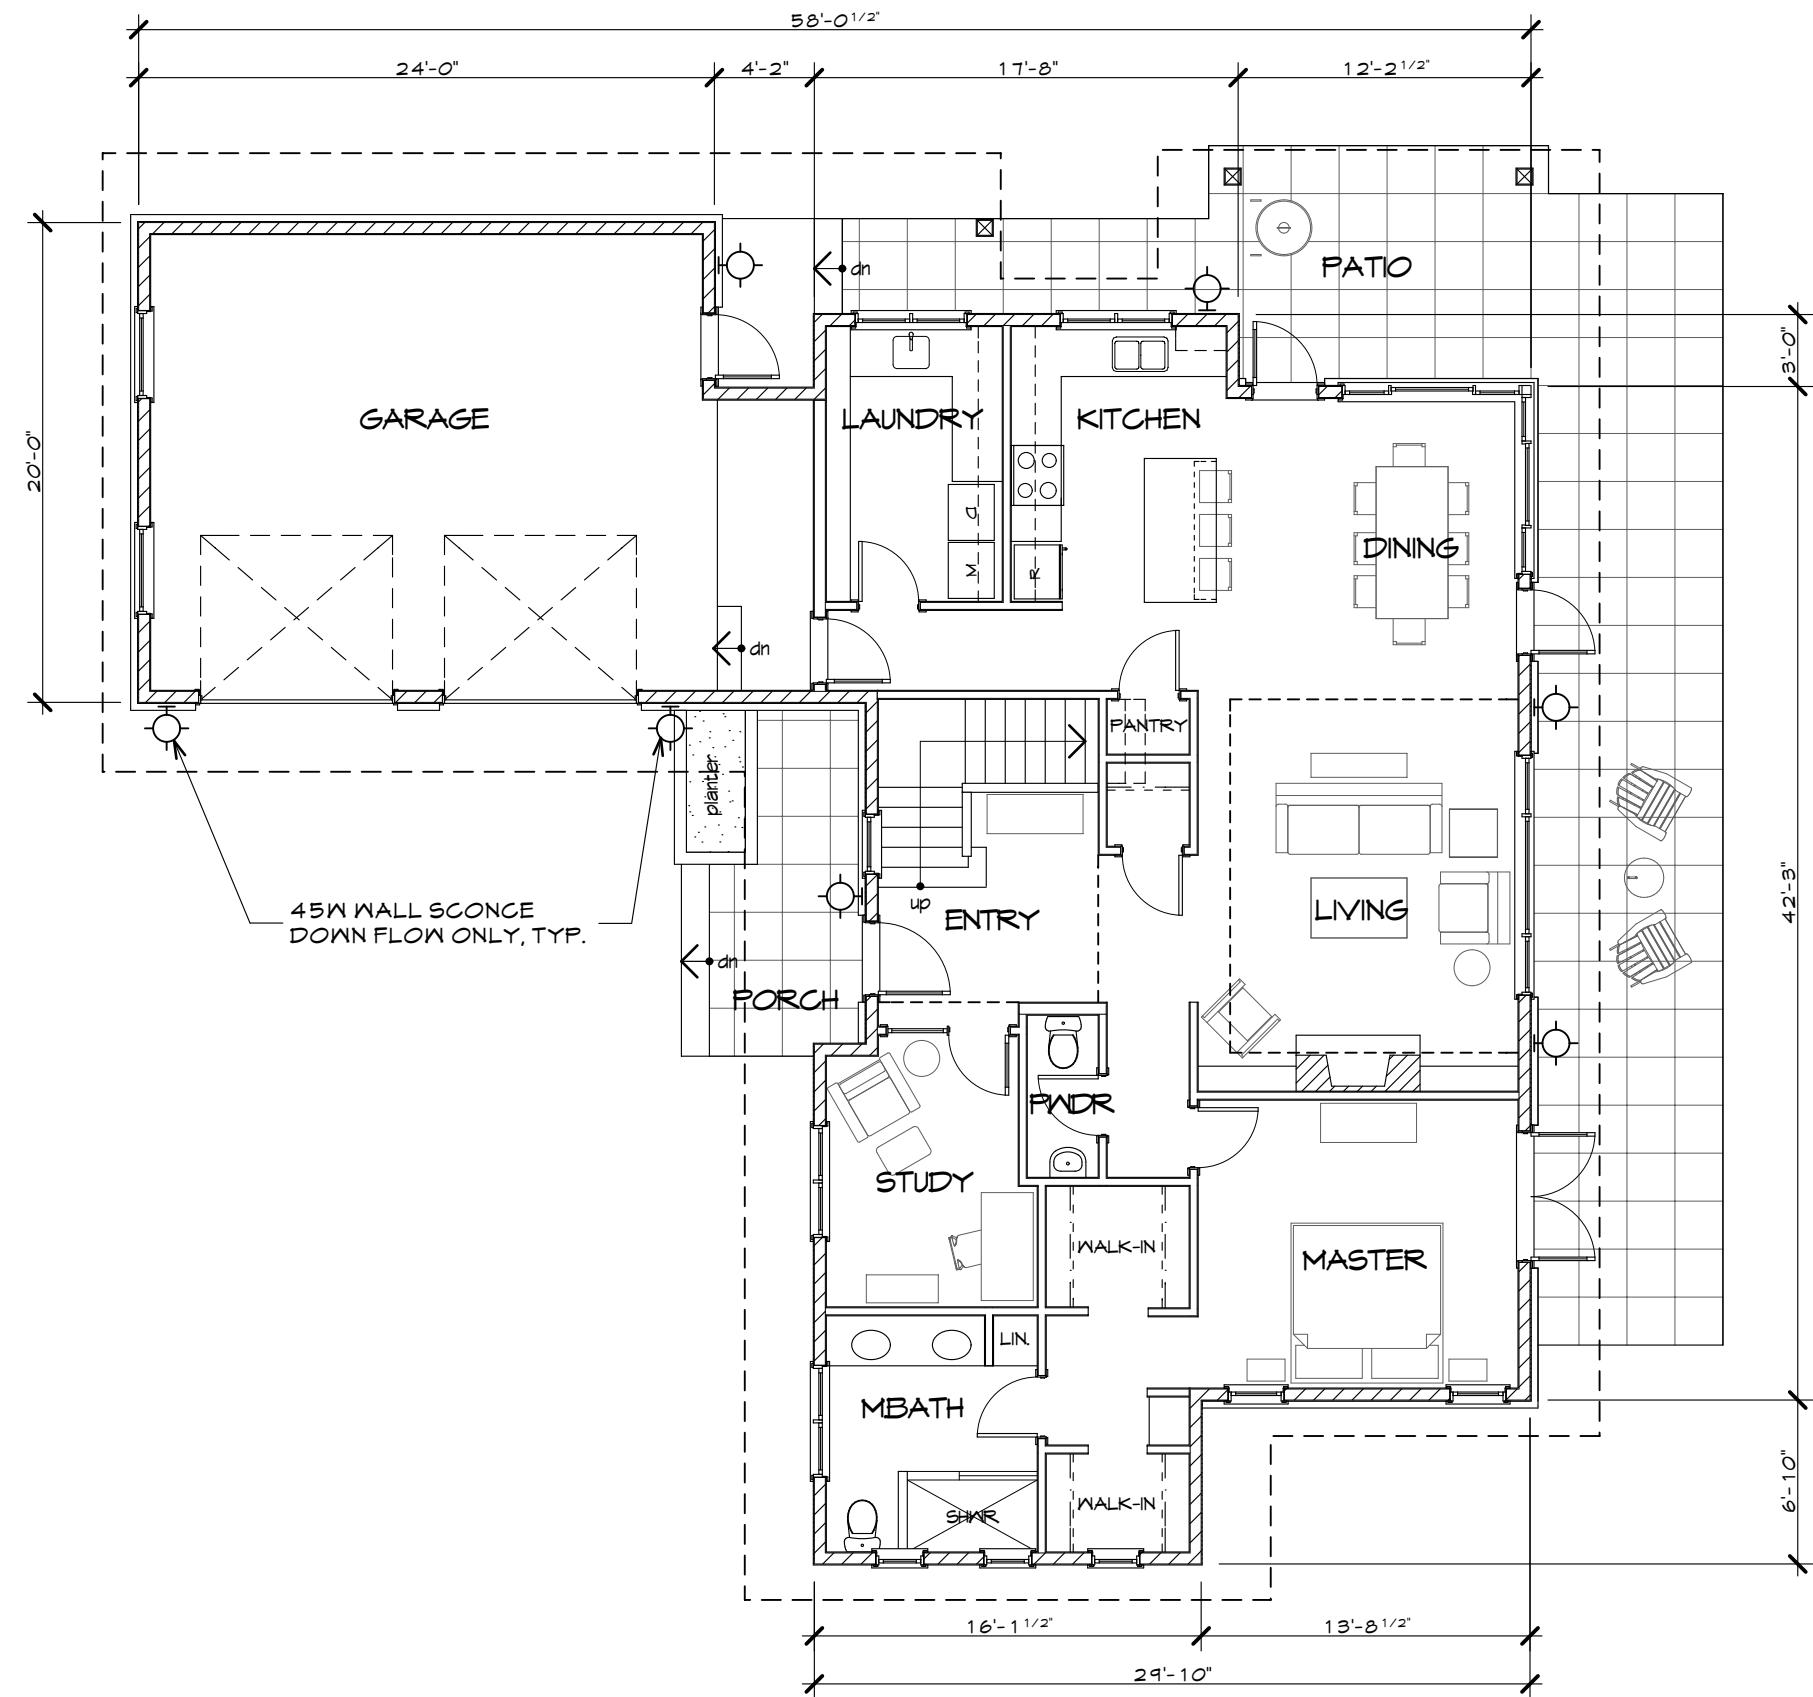 58'-0 1/2"
24'-0"
4'-2"
17'-8"
12'-2 1/2"
dn
PATIO
3'-0"
GARAGE
LAUNDRY
KITCHEN
20'-0"
D
DINING
W
R
dn
PANTRY
planter
42'-3"
up
45W WALL SCONCE
DOWN FLOW ONLY, TYP.
ENTRY
LIVING
dn
PORCH
PWDR
STUDY
WALK-IN
MASTER
LIN.
MBATH
6'-10"
WALK-IN
SHWR
16'-1 1/2"
13'-8 1/2"
29'-10"